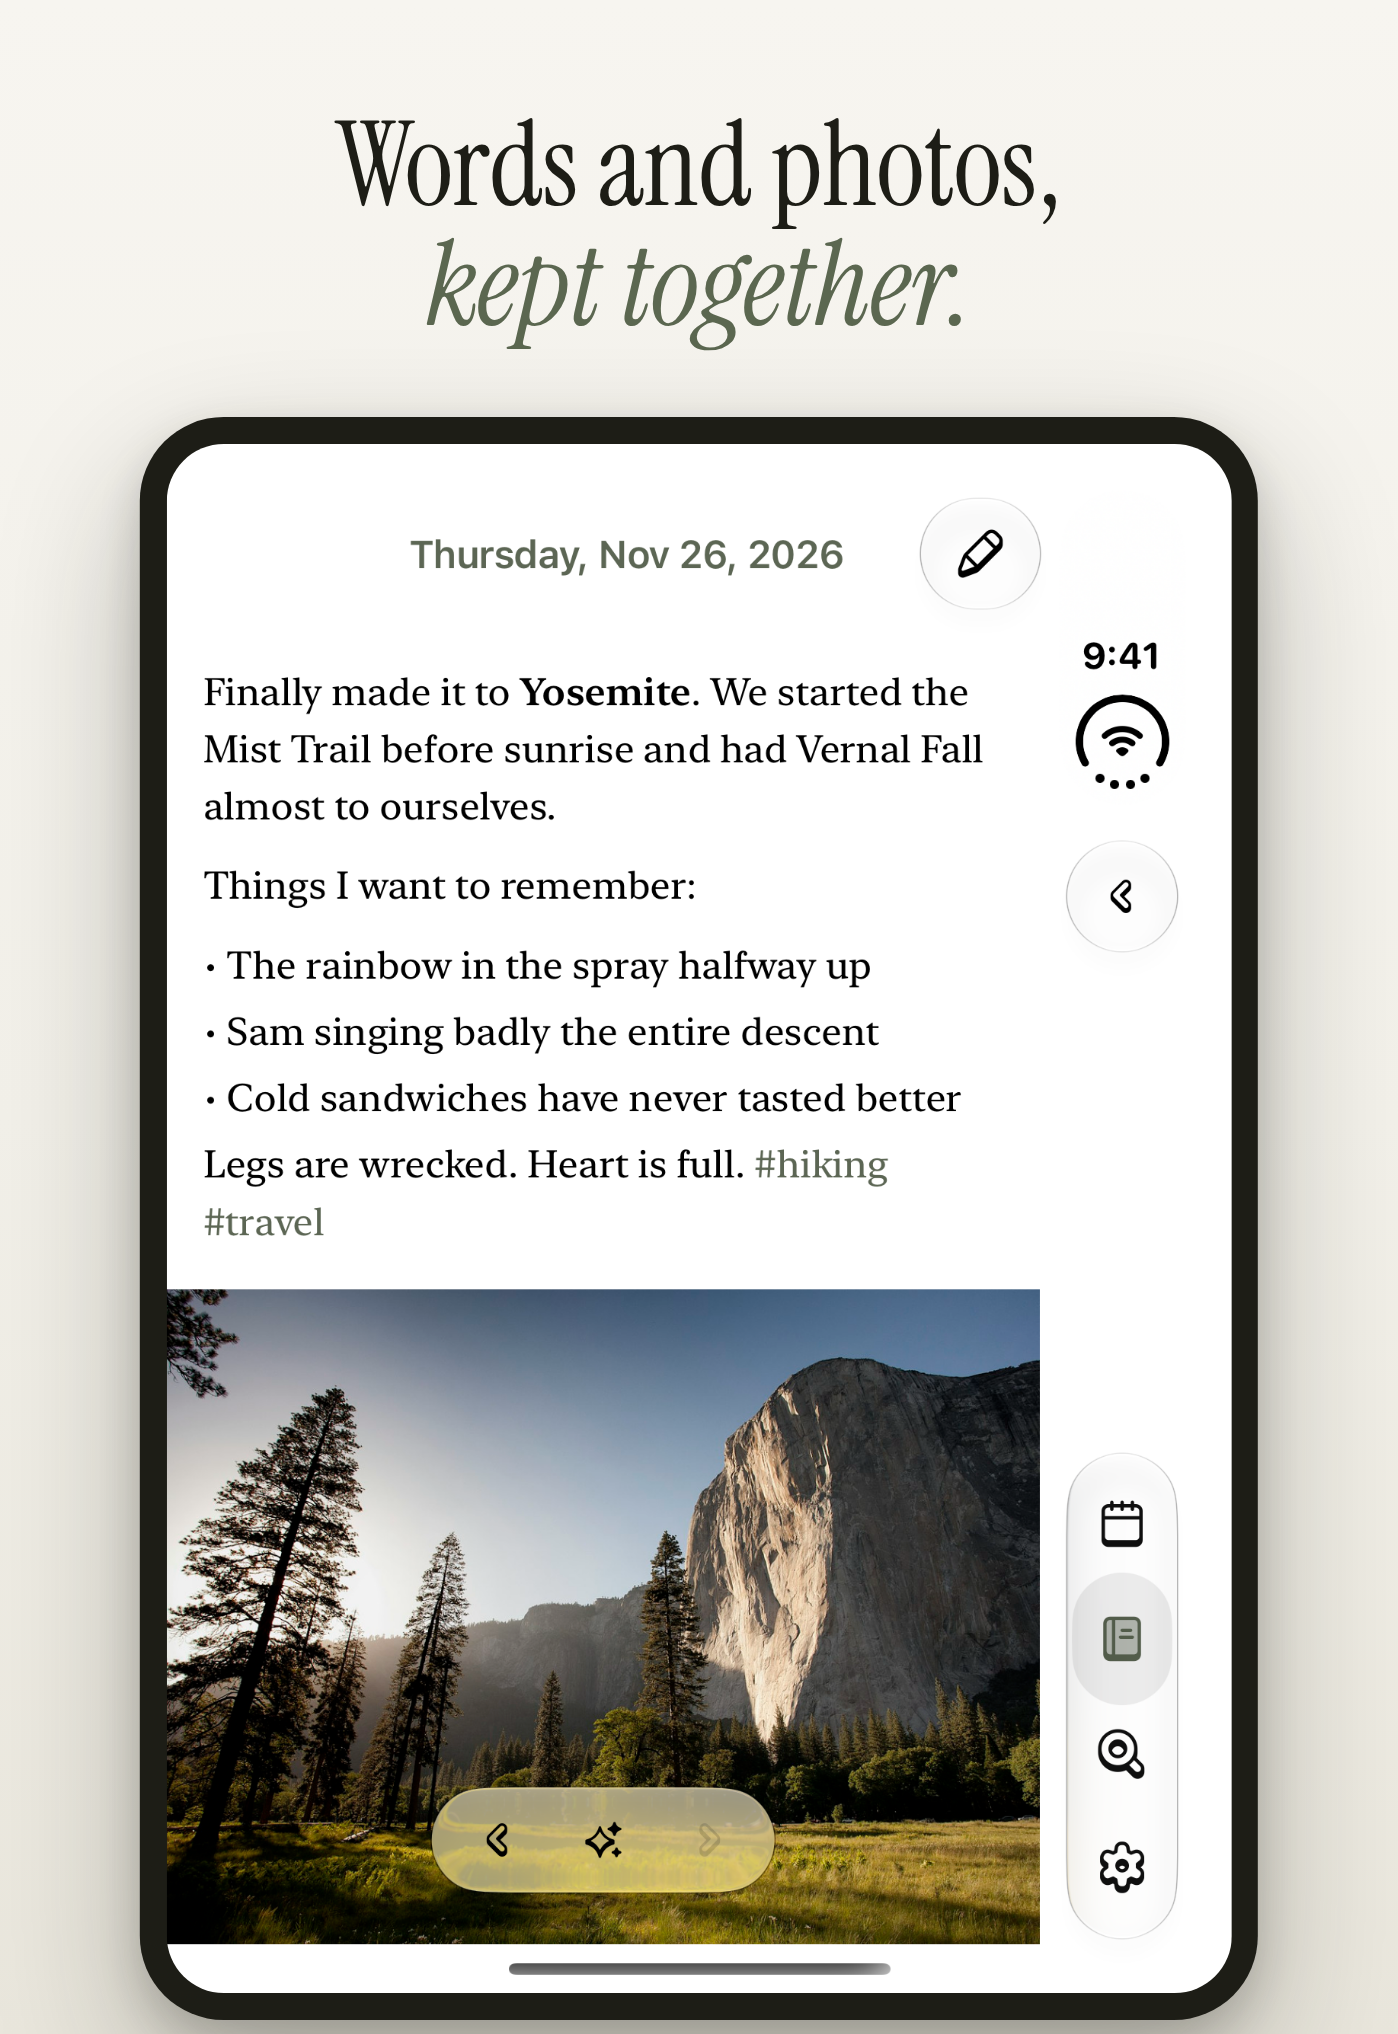 Words and photos,
kept together.
Thursday, Nov 26, 2026
9:41
Finally made it to Yosemite. We started the
Mist Trail before sunrise and had Vernal Fall
almost to ourselves.
Things I want to remember:
• The rainbow in the spray halfway up
• Sam singing badly the entire descent
• Cold sandwiches have never tasted better
Legs are wrecked. Heart is full. #hiking
#travel